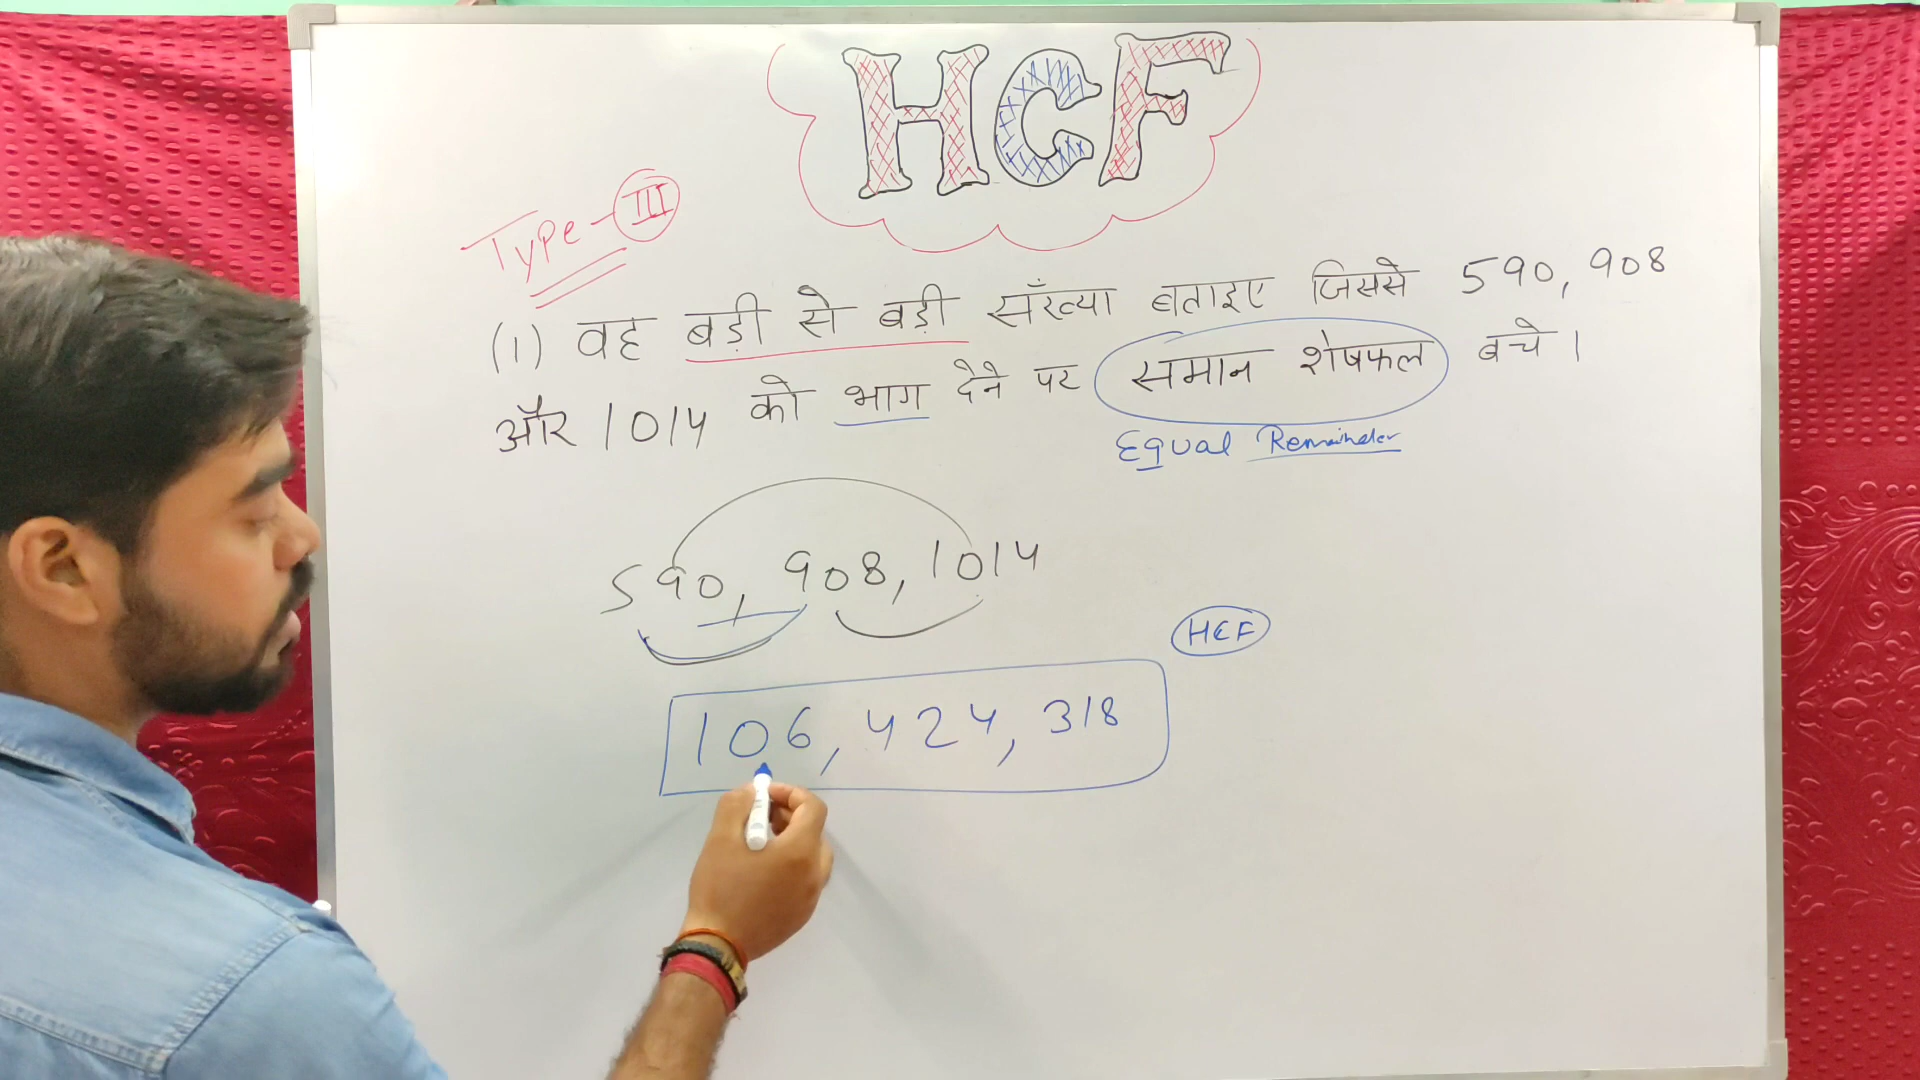 HCF
Type-III
(1) वह बड़ी से बड़ी सँख्या बताइए जिससे 590, 908
और 1014 को भाग देने पर समान शेषफल बचे।
Equal Remainder
590, 908, 1014
HCF
106, 424, 318